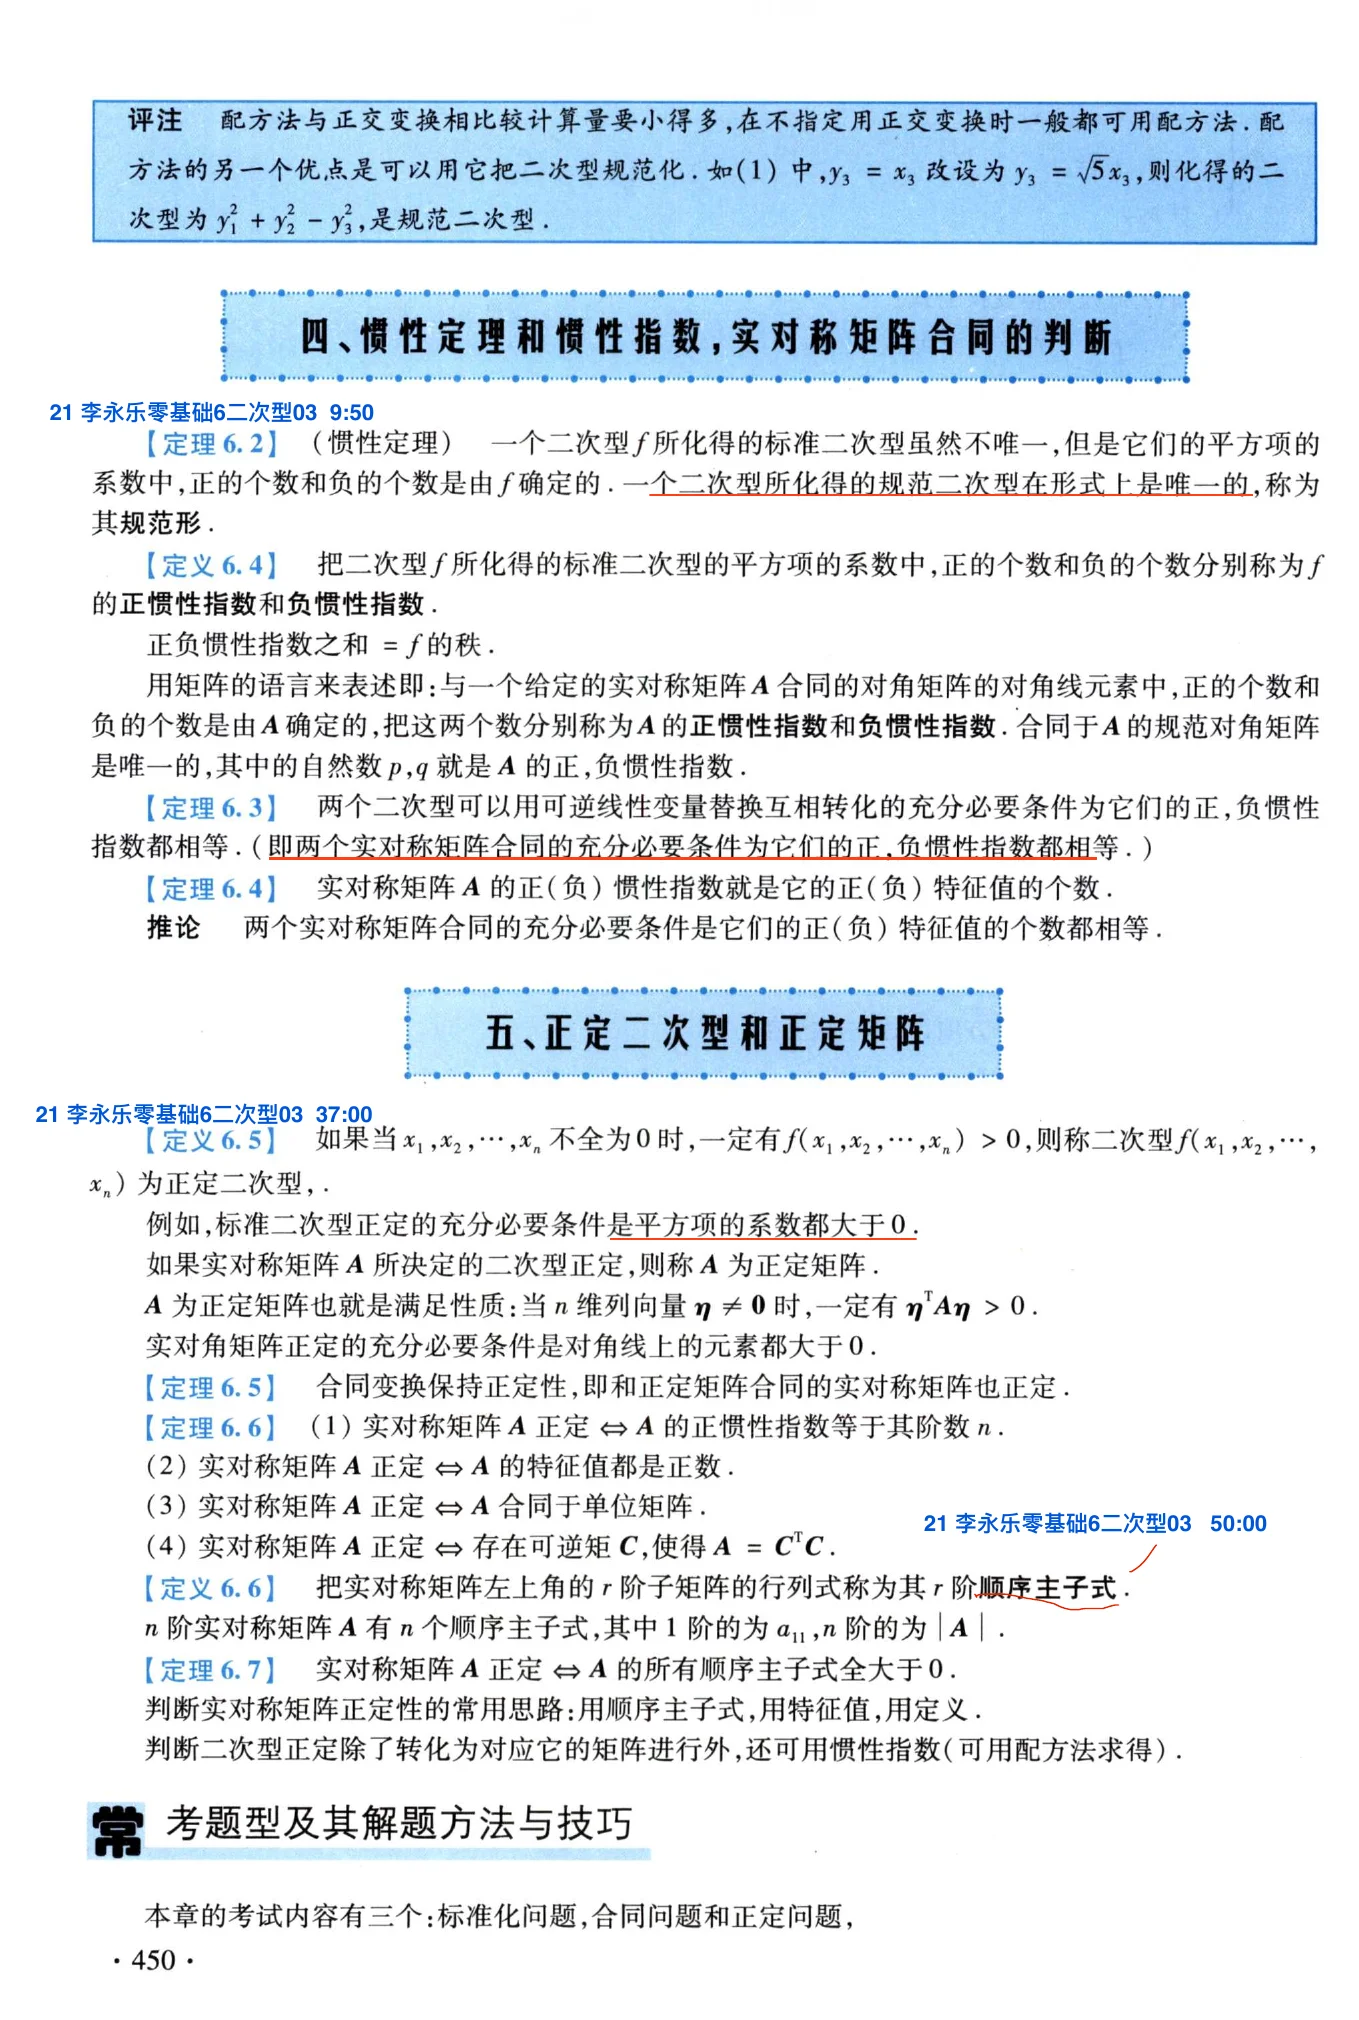 评注 配方法与正交变换相比较计算量要小得多,在不指定用正交变换时一般都可用配方法.配
方法的另一个优点是可以用它把二次型规范化.如(1)中,y₃ = x₃ 改设为 y₃ = √5x₃,则化得的二
次型为 y₁² + y₂² - y₃²,是规范二次型.
四、惯性定理和惯性指数,实对称矩阵合同的判断
21 李永乐零基础6二次型03 9:50
【定理 6.2】 (惯性定理) 一个二次型 f 所化得的标准二次型虽然不唯一,但是它们的平方项的
系数中,正的个数和负的个数是由 f 确定的.一个二次型所化得的规范二次型在形式上是唯一的,称为
其规范形.
【定义 6.4】 把二次型 f 所化得的标准二次型的平方项的系数中,正的个数和负的个数分别称为 f
的正惯性指数和负惯性指数.
正负惯性指数之和 = f 的秩.
用矩阵的语言来表述即:与一个给定的实对称矩阵 A 合同的对角矩阵的对角线元素中,正的个数和
负的个数是由 A 确定的,把这两个数分别称为 A 的正惯性指数和负惯性指数.合同于 A 的规范对角矩阵
是唯一的,其中的自然数 p,q 就是 A 的正,负惯性指数.
【定理 6.3】 两个二次型可以用可逆线性变量替换互相转化的充分必要条件为它们的正,负惯性
指数都相等.(即两个实对称矩阵合同的充分必要条件为它们的正,负惯性指数都相等.)
【定理 6.4】 实对称矩阵 A 的正(负)惯性指数就是它的正(负)特征值的个数.
推论 两个实对称矩阵合同的充分必要条件是它们的正(负)特征值的个数都相等.
五、正定二次型和正定矩阵
21 李永乐零基础6二次型03 37:00
【定义 6.5】 如果当 x₁,x₂,⋯,xₙ 不全为 0 时,一定有 f(x₁,x₂,⋯,xₙ) > 0,则称二次型 f(x₁,x₂,⋯,
xₙ) 为正定二次型,.
例如,标准二次型正定的充分必要条件是平方项的系数都大于 0.
如果实对称矩阵 A 所决定的二次型正定,则称 A 为正定矩阵.
A 为正定矩阵也就是满足性质:当 n 维列向量 η ≠ 0 时,一定有 ηᵀAη > 0.
实对角矩阵正定的充分必要条件是对角线上的元素都大于 0.
【定理 6.5】 合同变换保持正定性,即和正定矩阵合同的实对称矩阵也正定.
【定理 6.6】 (1) 实对称矩阵 A 正定 ⇔ A 的正惯性指数等于其阶数 n.
(2) 实对称矩阵 A 正定 ⇔ A 的特征值都是正数.
(3) 实对称矩阵 A 正定 ⇔ A 合同于单位矩阵.
21 李永乐零基础6二次型03 50:00
(4) 实对称矩阵 A 正定 ⇔ 存在可逆矩 C,使得 A = CᵀC.
【定义 6.6】 把实对称矩阵左上角的 r 阶子矩阵的行列式称为其 r 阶顺序主子式.
n 阶实对称矩阵 A 有 n 个顺序主子式,其中 1 阶的为 a₁₁,n 阶的为 |A|.
【定理 6.7】 实对称矩阵 A 正定 ⇔ A 的所有顺序主子式全大于 0.
判断实对称矩阵正定性的常用思路:用顺序主子式,用特征值,用定义.
判断二次型正定除了转化为对应它的矩阵进行外,还可用惯性指数(可用配方法求得).
常考题型及其解题方法与技巧
本章的考试内容有三个:标准化问题,合同问题和正定问题,
· 450 ·